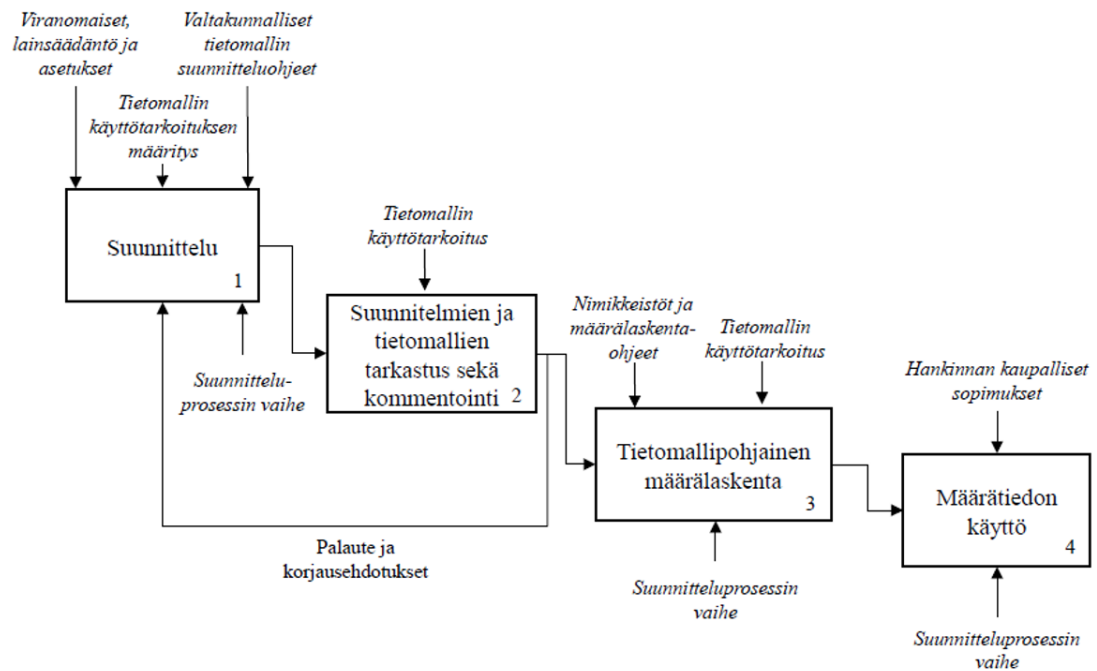 Viranomaiset,
lainsäädäntö ja
asetukset
Valtakunnalliset
tietomallin
suunnitteluohjeet
Tietomallin
käyttötarkoituksen
määritys
Suunnittelu
1
Suunnittelu-
prosessin vaihe
Tietomallin
käyttötarkoitus
Suunnitelmien ja
tietomallien
tarkastus sekä
kommentointi
2
Palaute ja
korjausehdotukset
Nimikkeistöt ja
määrälaskenta-
ohjeet
Tietomallin
käyttötarkoitus
Tietomallipohjainen
määrälaskenta
3
Suunnitteluprosessin
vaihe
Hankinnan kaupalliset
sopimukset
Määrätiedon
käyttö
4
Suunnitteluprosessin
vaihe